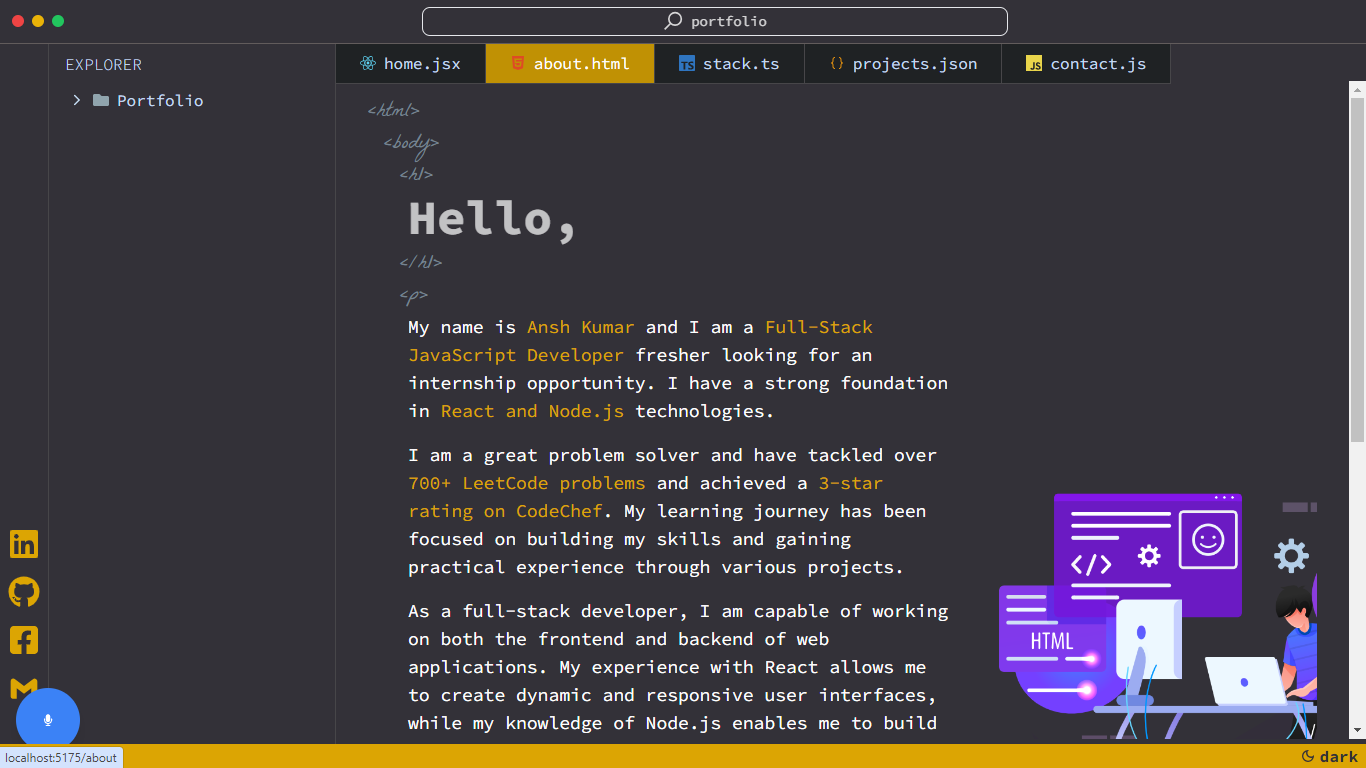 portfolio
EXPLORER
Portfolio
home.jsx
about.html
TS stack.ts
{} projects.json
JS contact.js
<html>
<body>
<h1>
Hello,
</h1>
<p>
My name is Ansh Kumar and I am a Full-Stack
JavaScript Developer fresher looking for an
internship opportunity. I have a strong foundation
in React and Node.js technologies.
I am a great problem solver and have tackled over
700+ LeetCode problems and achieved a 3-star
rating on CodeChef. My learning journey has been
focused on building my skills and gaining
practical experience through various projects.
As a full-stack developer, I am capable of working
on both the frontend and backend of web
applications. My experience with React allows me
to create dynamic and responsive user interfaces,
while my knowledge of Node.js enables me to build
</>
HTML
in
localhost:5175/about
dark